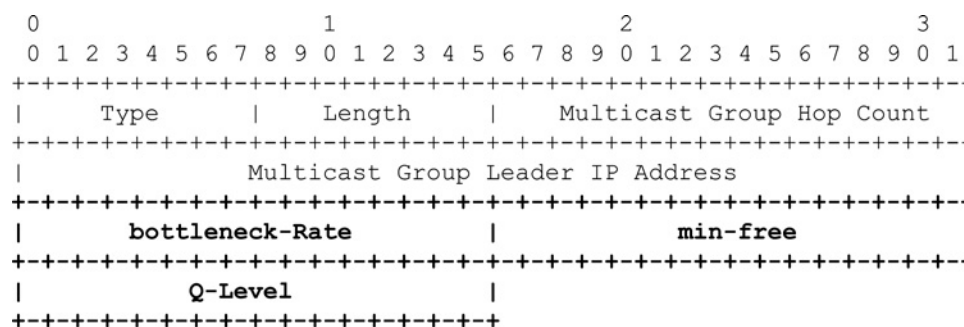 0                   1                   2                   3
 0 1 2 3 4 5 6 7 8 9 0 1 2 3 4 5 6 7 8 9 0 1 2 3 4 5 6 7 8 9 0 1
+-+-+-+-+-+-+-+-+-+-+-+-+-+-+-+-+-+-+-+-+-+-+-+-+-+-+-+-+-+-+-+-
|     Type      |    Length     |    Multicast Group Hop Count
+-+-+-+-+-+-+-+-+-+-+-+-+-+-+-+-+-+-+-+-+-+-+-+-+-+-+-+-+-+-+-+-
|               Multicast Group Leader IP Address
+-+-+-+-+-+-+-+-+-+-+-+-+-+-+-+-+-+-+-+-+-+-+-+-+-+-+-+-+-+-+-+-
|       bottleneck-Rate         |            min-free
+-+-+-+-+-+-+-+-+-+-+-+-+-+-+-+-+-+-+-+-+-+-+-+-+-+-+-+-+-+-+-+-
|           Q-Level             |
+-+-+-+-+-+-+-+-+-+-+-+-+-+-+-+-+